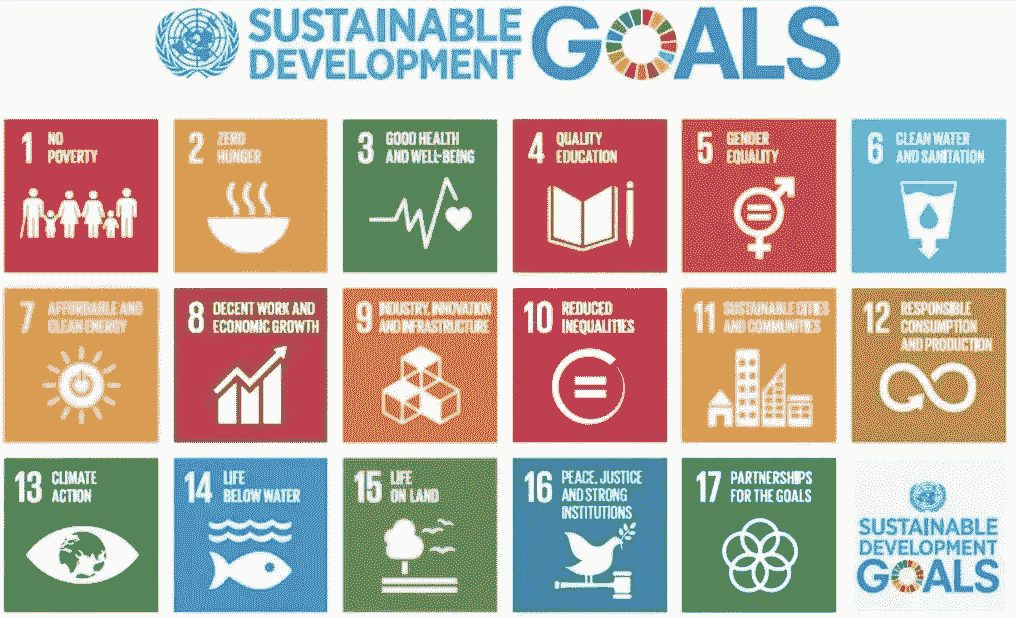 SUSTAINABLE
DEVELOPMENT
GOALS
1 NO
POVERTY
2 ZERO
HUNGER
3 GOOD HEALTH
AND WELL-BEING
4 QUALITY
EDUCATION
5 GENDER
EQUALITY
6 CLEAN WATER
AND SANITATION
7 AFFORDABLE AND
CLEAN ENERGY
8 DECENT WORK AND
ECONOMIC GROWTH
9 INDUSTRY, INNOVATION
AND INFRASTRUCTURE
10 REDUCED
INEQUALITIES
11 SUSTAINABLE CITIES
AND COMMUNITIES
12 RESPONSIBLE
CONSUMPTION
AND PRODUCTION
13 CLIMATE
ACTION
14 LIFE
BELOW WATER
15 LIFE
ON LAND
16 PEACE, JUSTICE
AND STRONG
INSTITUTIONS
17 PARTNERSHIPS
FOR THE GOALS
SUSTAINABLE
DEVELOPMENT
GOALS